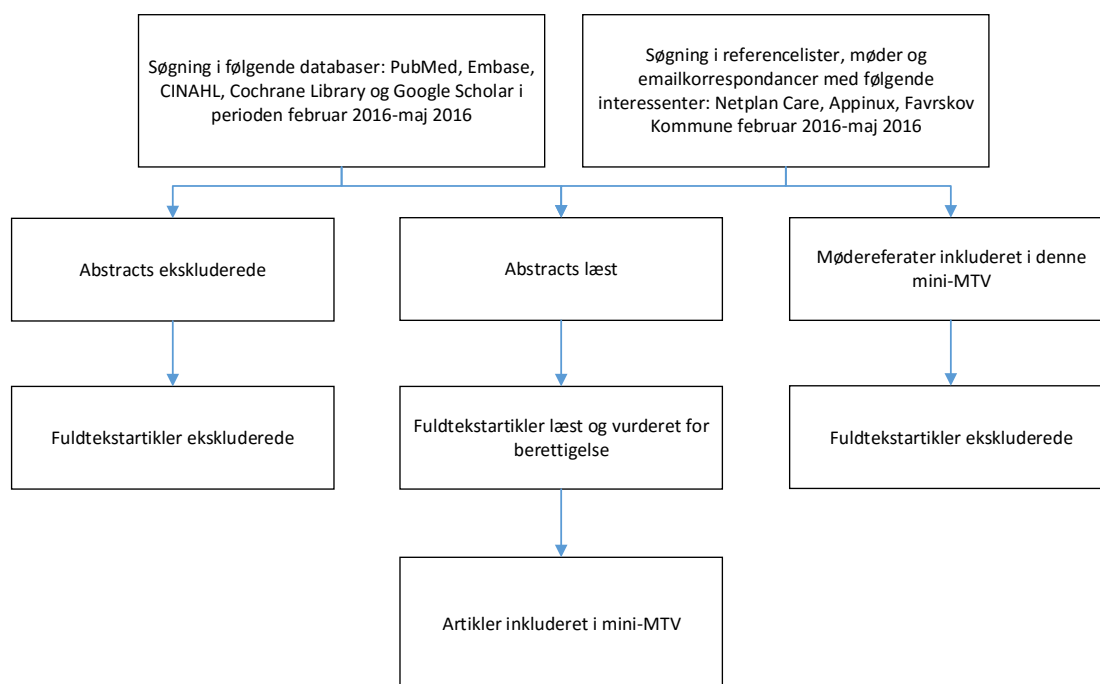 Søgning i følgende databaser: PubMed, Embase,
CINAHL, Cochrane Library og Google Scholar i
perioden februar 2016-maj 2016
Søgning i referencelister, møder og
emailkorrespondancer med følgende
interessenter: Netplan Care, Appinux, Favrskov
Kommune februar 2016-maj 2016
Abstracts ekskluderede
Abstracts læst
Mødereferater inkluderet i denne
mini-MTV
Fuldtekstartikler ekskluderede
Fuldtekstartikler læst og vurderet for
berettigelse
Fuldtekstartikler ekskluderede
Artikler inkluderet i mini-MTV